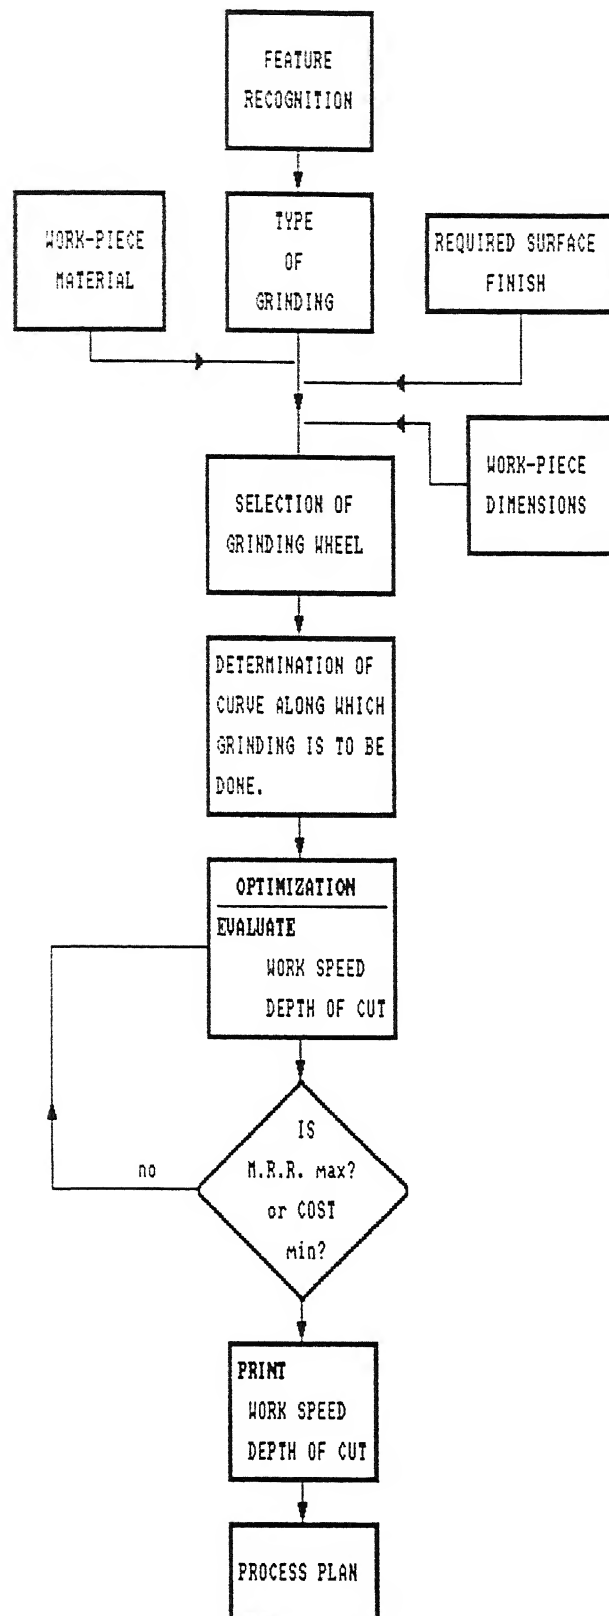 FEATURE
RECOGNITION
WORK-PIECE
MATERIAL
TYPE
OF
GRINDING
REQUIRED SURFACE
FINISH
WORK-PIECE
DIMENSIONS
SELECTION OF
GRINDING WHEEL
DETERMINATION OF
CURVE ALONG WHICH
GRINDING IS TO BE
DONE.
OPTIMIZATION
EVALUATE
WORK SPEED
DEPTH OF CUT
IS
M.R.R. max?
or COST
min?
no
PRINT
WORK SPEED
DEPTH OF CUT
PROCESS PLAN